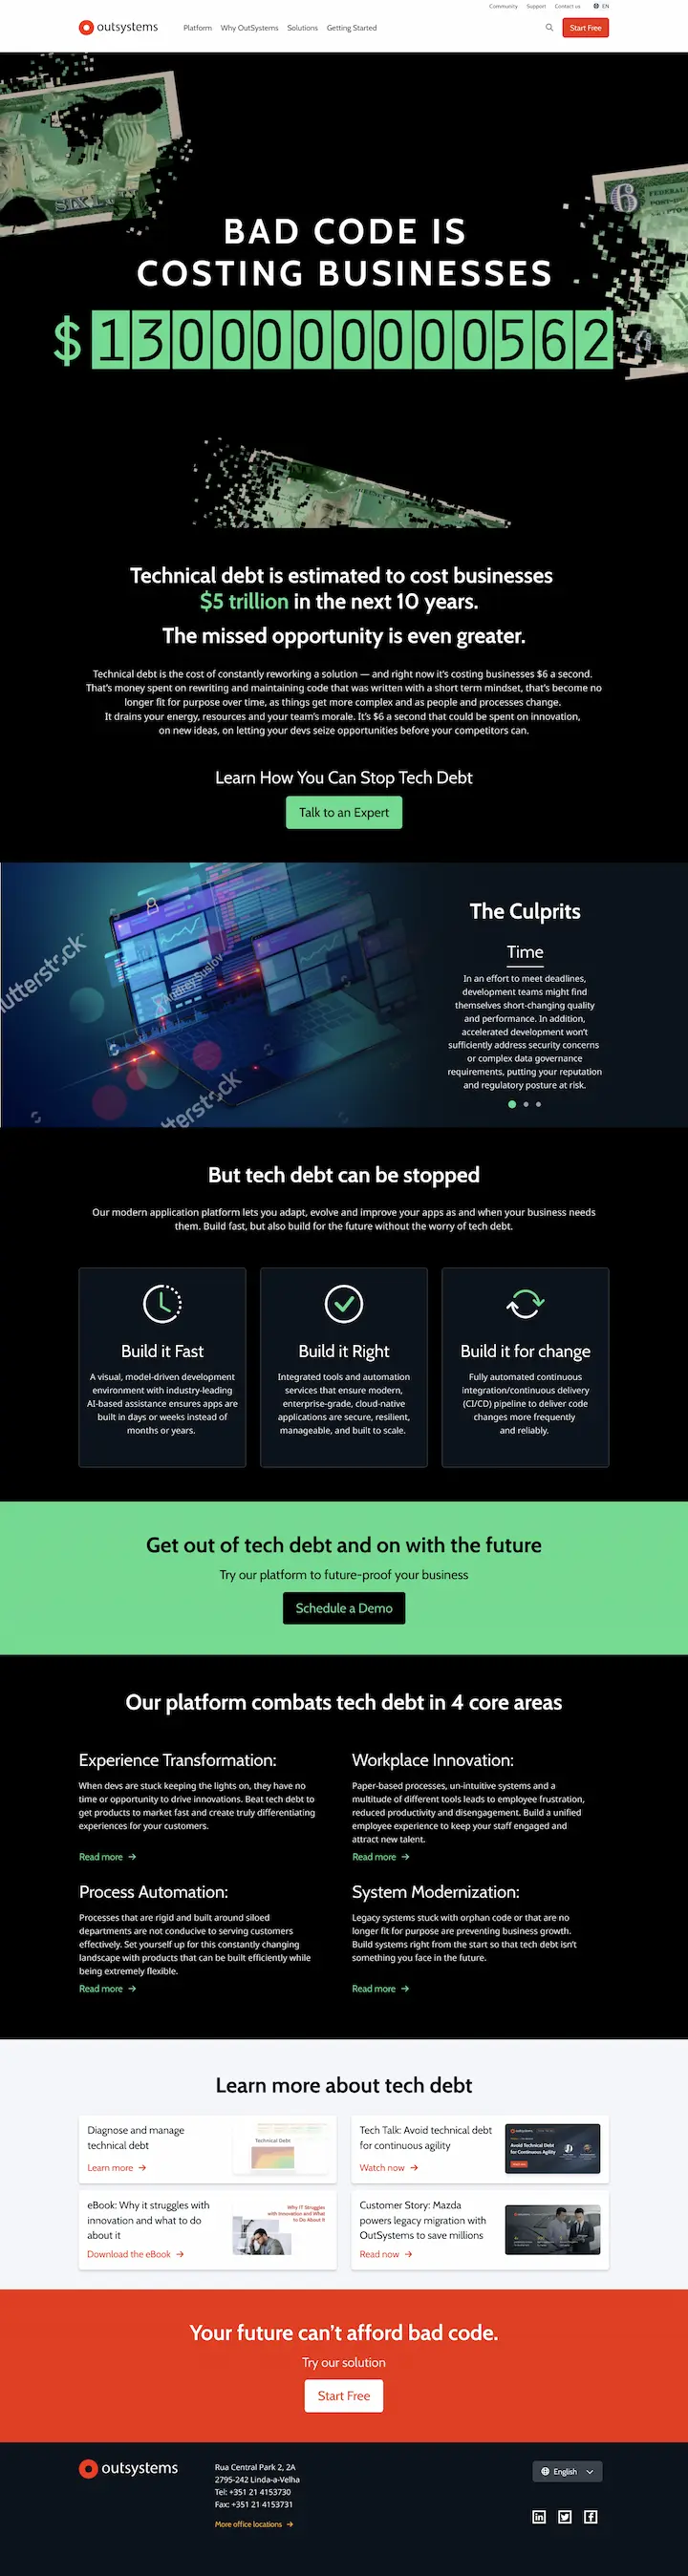 Community Support Contact us EN
outsystems Platform Why OutSystems Solutions Getting Started Start Free
SIX
6 FEDERAL
BAD CODE IS
COSTING BUSINESSES
$ 1300000000562
Technical debt is estimated to cost businesses
$5 trillion in the next 10 years.
The missed opportunity is even greater.
Technical debt is the cost of constantly reworking a solution — and right now it's costing businesses $6 a second.
That's money spent on rewriting and maintaining code that was written with a short term mindset, that's become no
longer fit for purpose over time, as things get more complex and as people and processes change.
It drains your energy, resources and your team's morale. It's $6 a second that could be spent on innovation,
on new ideas, on letting your devs seize opportunities before your competitors can.
Learn How You Can Stop Tech Debt
Talk to an Expert
utterstock
AndreySuslov
utterstock
The Culprits
Time
In an effort to meet deadlines,
development teams might find
themselves short-changing quality
and performance. In addition,
accelerated development won't
sufficiently address security concerns
or complex data governance
requirements, putting your reputation
and regulatory posture at risk.
But tech debt can be stopped
Our modern application platform lets you adapt, evolve and improve your apps as and when your business needs
them. Build fast, but also build for the future without the worry of tech debt.
Build it Fast
A visual, model-driven development
environment with industry-leading
AI-based assistance ensures apps are
built in days or weeks instead of
months or years.
Build it Right
Integrated tools and automation
services that ensure modern,
enterprise-grade, cloud-native
applications are secure, resilient,
manageable, and built to scale.
Build it for change
Fully automated continuous
integration/continuous delivery
(CI/CD) pipeline to deliver code
changes more frequently
and reliably.
Get out of tech debt and on with the future
Try our platform to future-proof your business
Schedule a Demo
Our platform combats tech debt in 4 core areas
Experience Transformation:
When devs are stuck keeping the lights on, they have no
time or opportunity to drive innovations. Beat tech debt to
get products to market fast and create truly differentiating
experiences for your customers.
Read more
Workplace Innovation:
Paper-based processes, un-intuitive systems and a
multitude of different tools leads to employee frustration,
reduced productivity and disengagement. Build a unified
employee experience to keep your staff engaged and
attract new talent.
Read more
Process Automation:
Processes that are rigid and built around siloed
departments are not conducive to serving customers
effectively. Set yourself up for this constantly changing
landscape with products that can be built efficiently while
being extremely flexible.
Read more
System Modernization:
Legacy systems stuck with orphan code or that are no
longer fit for purpose are preventing business growth.
Build systems right from the start so that tech debt isn't
something you face in the future.
Read more
Learn more about tech debt
Diagnose and manage
technical debt
Learn more
Technical Debt
Tech Talk: Avoid technical debt
for continuous agility
Watch now
outsystems
Avoid Technical Debt
for Continuous Agility
eBook: Why it struggles with
innovation and what to do
about it
Download the eBook
Why IT Struggles
with Innovation and What
to Do About It
Customer Story: Mazda
powers legacy migration with
OutSystems to save millions
Read now
Your future can't afford bad code.
Try our solution
Start Free
outsystems
Rua Central Park 2, 2A
2795-242 Linda-a-Velha
Tel: +351 21 4153730
Fax: +351 21 4153731
More office locations
English